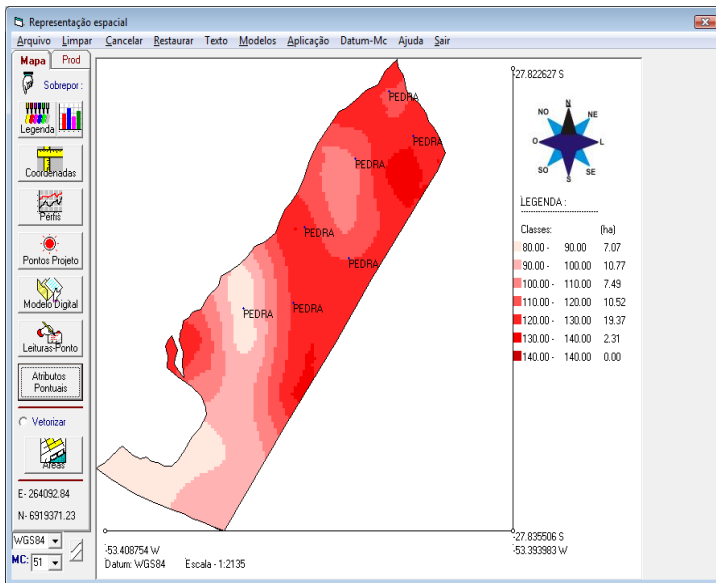 Representação espacial
Arquivo Limpar Cancelar Restaurar Texto Modelos Aplicação Datum-Mc Ajuda Sair
Mapa Prod
Sobrepor :
Legenda
Coordenadas
Perfis
Pontos Projeto
Modelo Digital
Leituras-Ponto
Atributos
Pontuais
Vetorizar
Áreas
E- 264092.84
N- 6919371.23
WGS84
MC: 51
PEDRA
PEDRA
PEDRA
PEDRA
PEDRA
PEDRA
PEDRA
-27.822627 S
N
NO NE
O L
SO SE
S
LEGENDA :
Classes: (ha)
80.00 - 90.00 7.07
90.00 - 100.00 10.77
100.00 - 110.00 7.49
110.00 - 120.00 10.52
120.00 - 130.00 19.37
130.00 - 140.00 2.31
140.00 - 140.00 0.00
-27.835506 S
-53.408754 W
-53.393983 W
Datum: WGS84 Escala - 1:2135